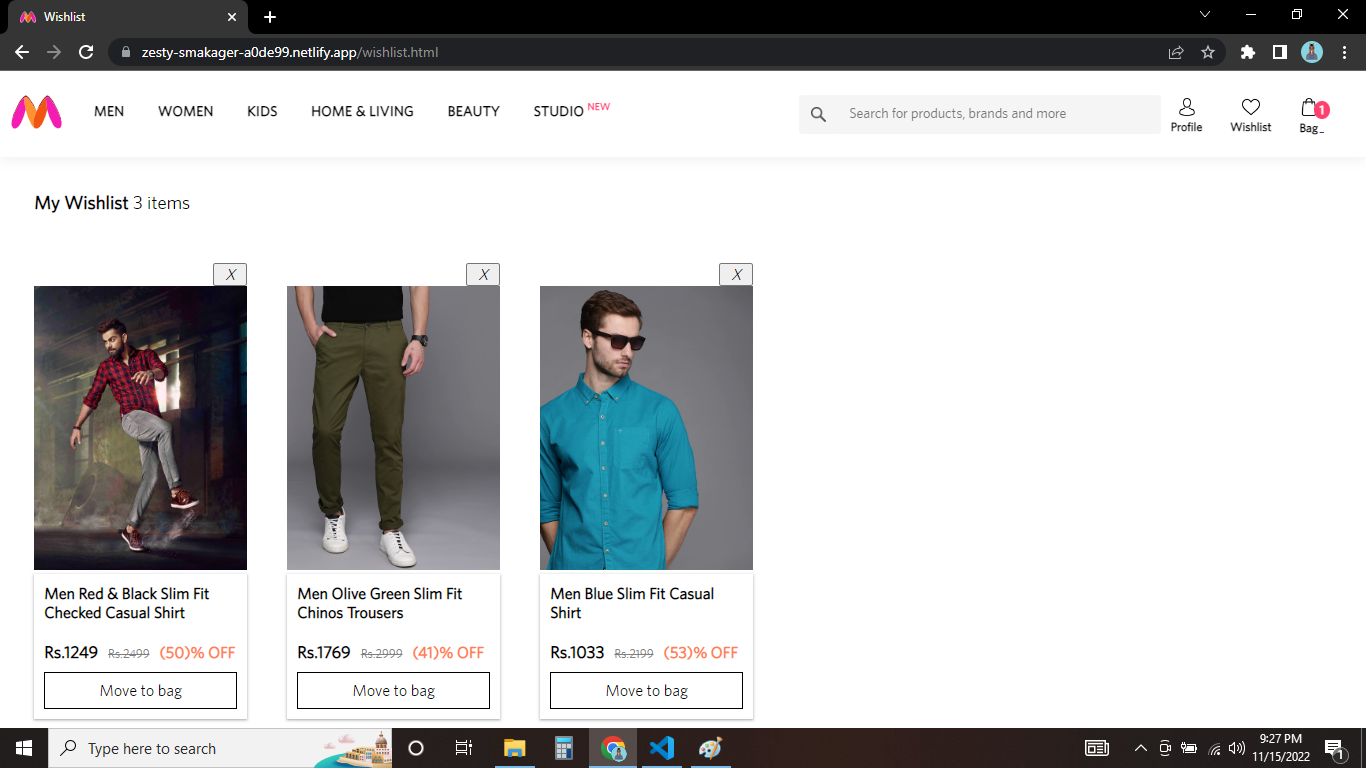 Wishlist
zesty-smakager-a0de99.netlify.app/wishlist.html
MEN WOMEN KIDS HOME & LIVING BEAUTY STUDIO NEW
Search for products, brands and more
Profile Wishlist Bag_ 1
My Wishlist 3 items
X X X
Men Red & Black Slim Fit
Checked Casual Shirt
Rs.1249 Rs.2499 (50)% OFF
Move to bag
Men Olive Green Slim Fit
Chinos Trousers
Rs.1769 Rs.2999 (41)% OFF
Move to bag
Men Blue Slim Fit Casual
Shirt
Rs.1033 Rs.2199 (53)% OFF
Move to bag
Type here to search
9:27 PM
11/15/2022
1